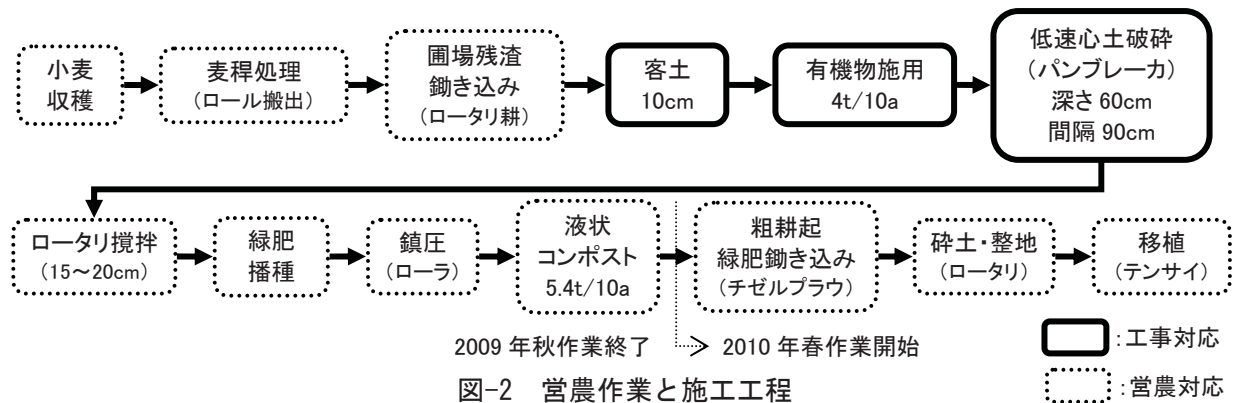 小麦
収穫
麦稈処理
（ロール搬出）
圃場残渣
鋤き込み
（ロータリ耕）
客土
10cm
有機物施用
4t/10a
低速心土破砕
（パンブレーカ）
深さ 60cm
間隔 90cm
ロータリ撹拌
（15～20cm）
緑肥
播種
鎮圧
（ローラ）
液状
コンポスト
5.4t/10a
粗耕起
緑肥鋤き込み
（チゼルプラウ）
砕土・整地
（ロータリ）
移植
（テンサイ）
2009 年秋作業終了
2010 年春作業開始
：工事対応
：営農対応
図-2 営農作業と施工工程